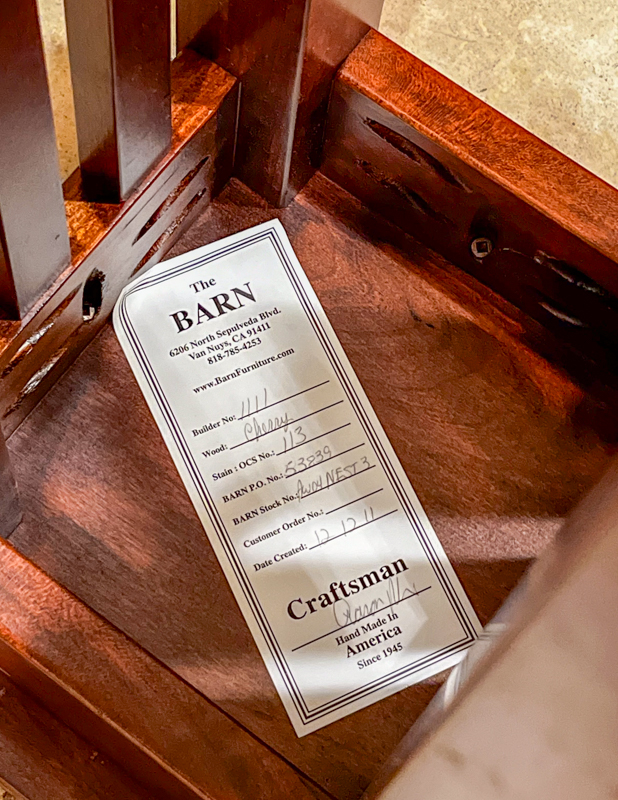 The
BARN
6206 North Sepulveda Blvd.
Van Nuys, CA 91411
818-785-4253
www.BarnFurniture.com
Builder No: 1111
Wood: Cherry
Stain : OCS No.: 113
BARN P.O. No.: 53839
BARN Stock No.
Customer Order No.:
Date Created: 12 12 11
Craftsman
Hand Made In
America
Since 1945